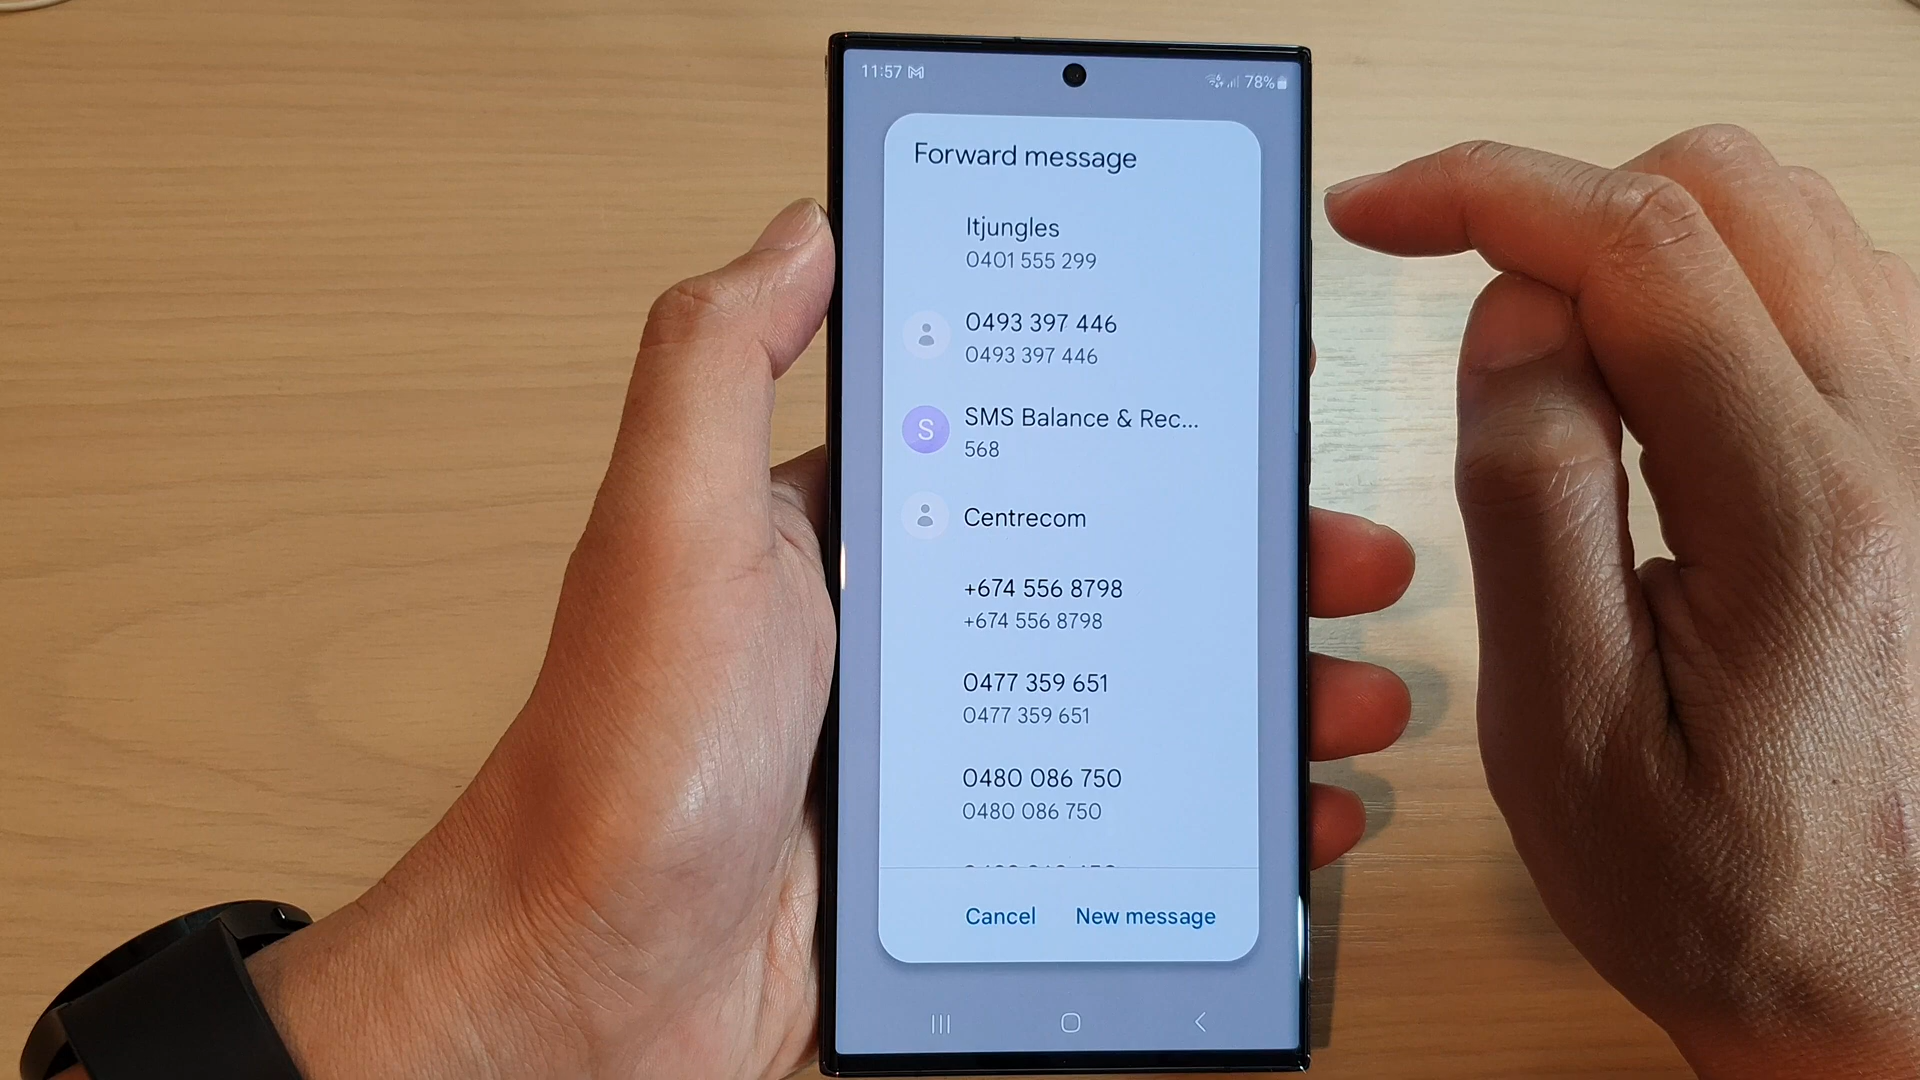 11:57 78%
Forward message
Itjungles
0401 555 299
0493 397 446
0493 397 446
S SMS Balance & Rec...
568
Centrecom
+674 556 8798
+674 556 8798
0477 359 651
0477 359 651
0480 086 750
0480 086 750
Cancel New message